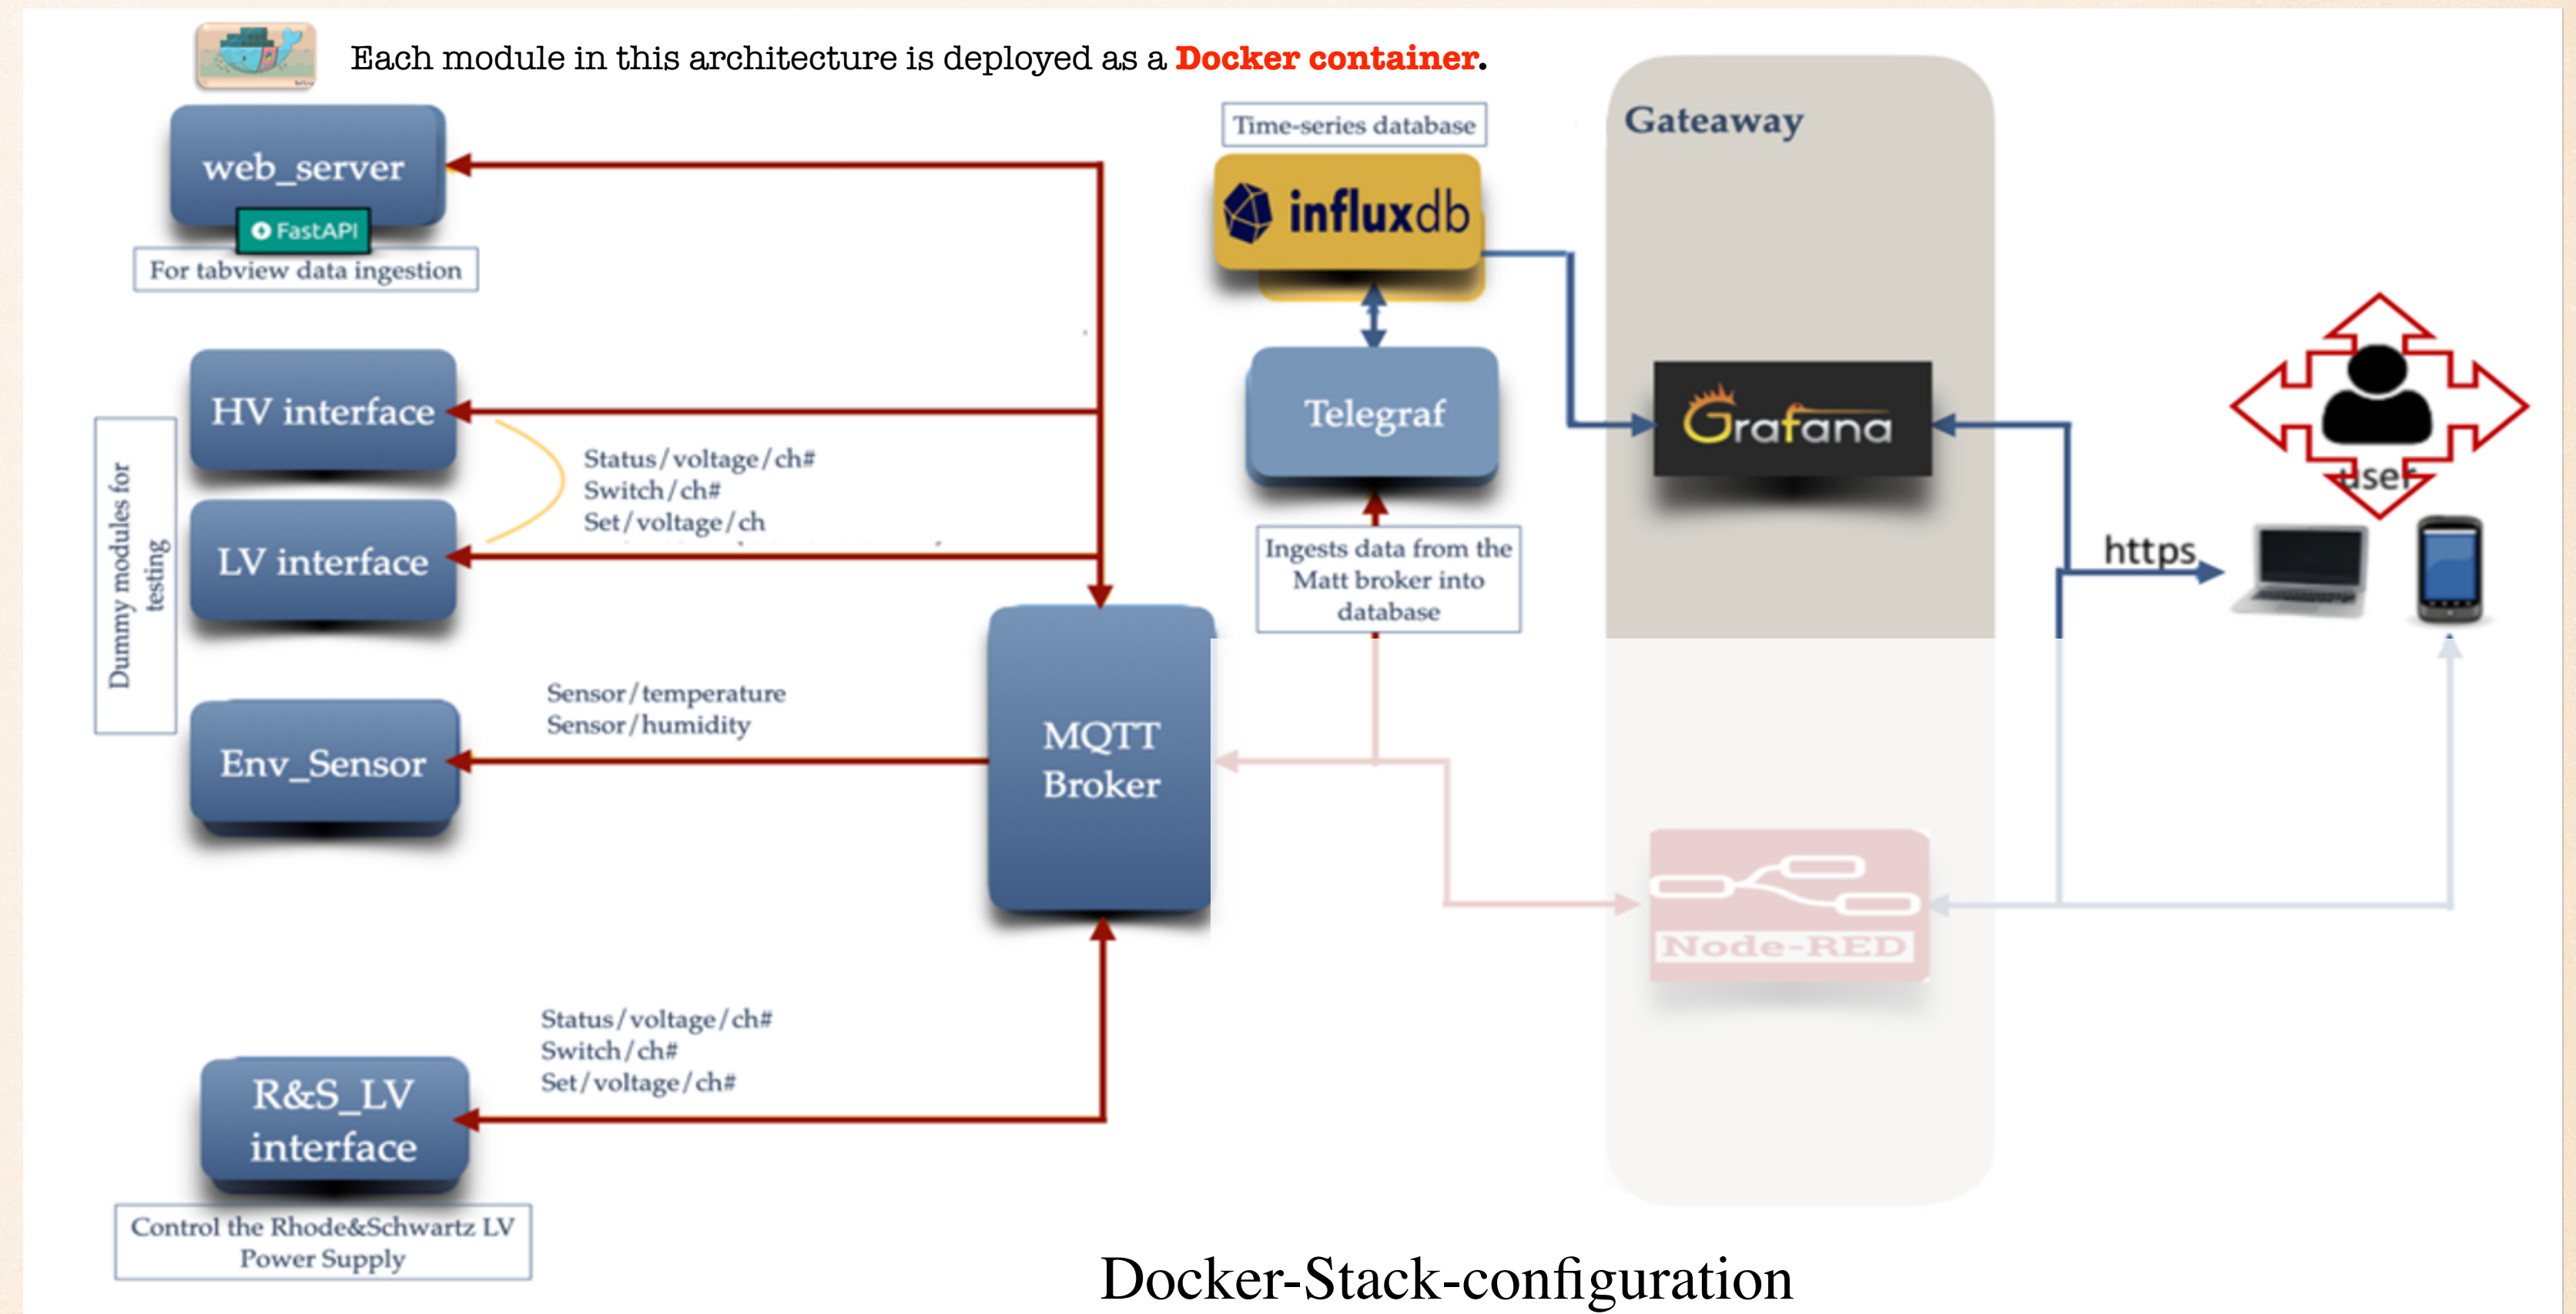 Each module in this architecture is deployed as a Docker container.
web_server
FastAPI
For tabview data ingestion
HV interface
LV interface
Dummy modules for
testing
Status/voltage/ch#
Switch/ch#
Set/voltage/ch
Env_Sensor
Sensor/temperature
Sensor/humidity
MQTT
Broker
R&S_LV
interface
Status/voltage/ch#
Switch/ch#
Set/voltage/ch#
Control the Rhode&Schwartz LV
Power Supply
Time-series database
influxdb
Telegraf
Ingests data from the
Matt broker into
database
Gateaway
Grafana
Node-RED
user
https
Docker-Stack-configuration